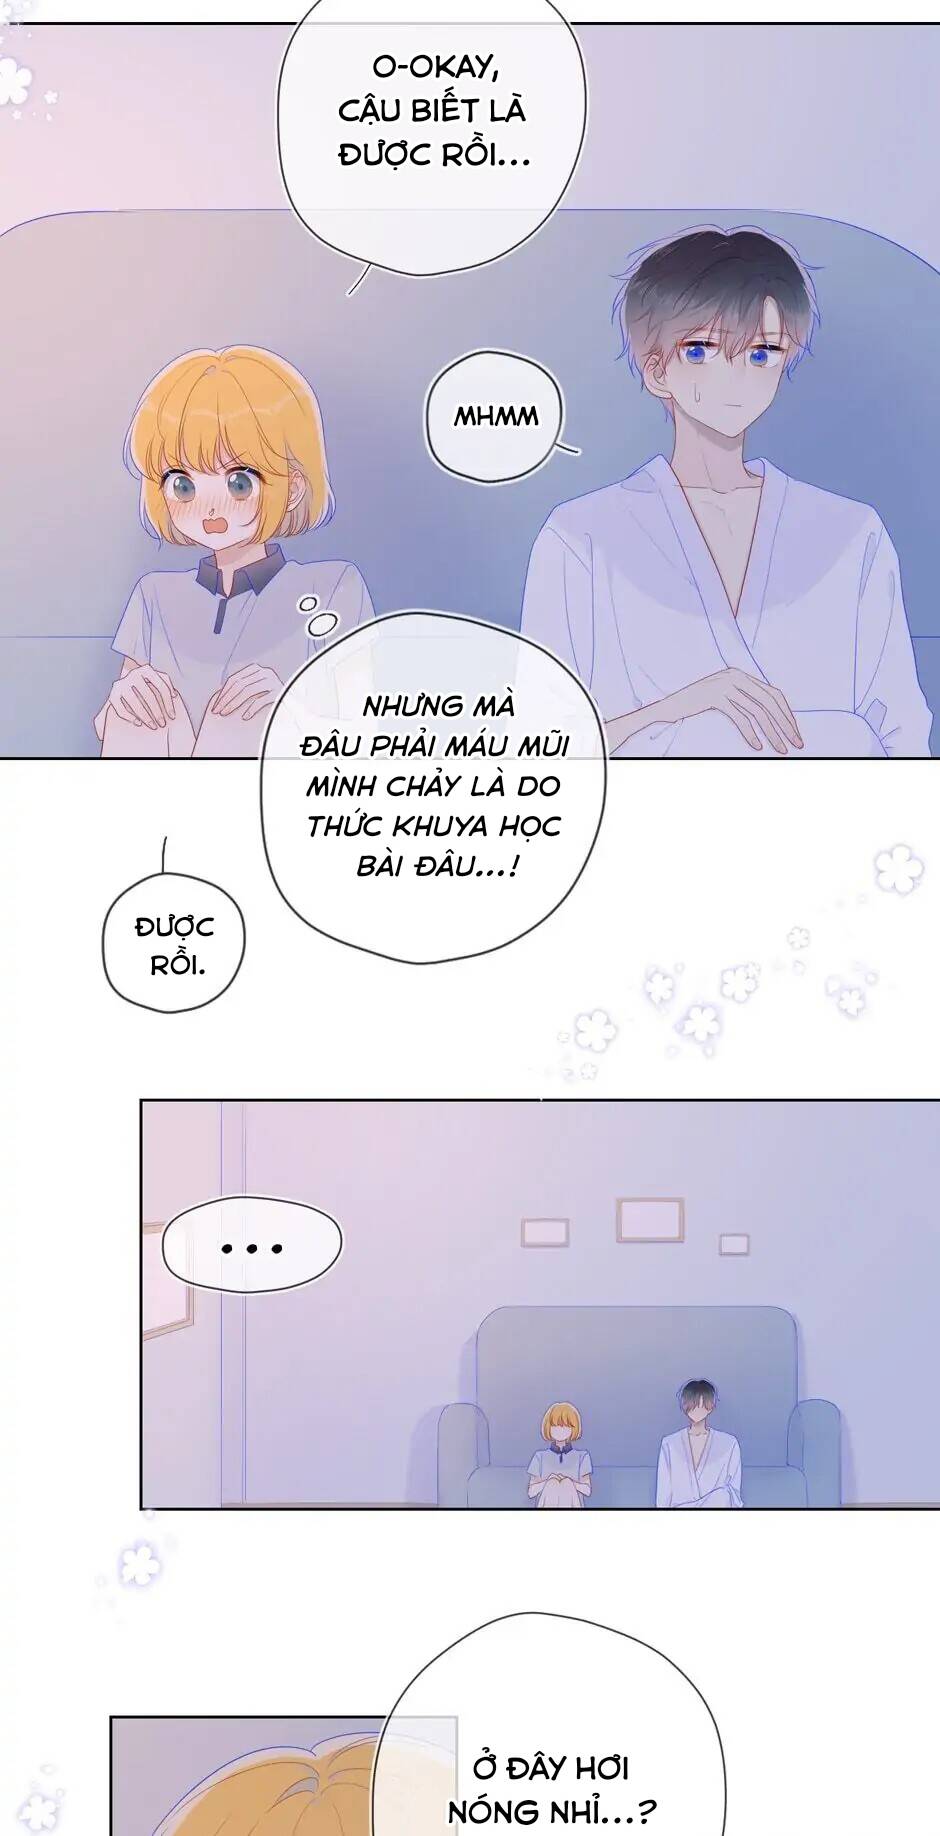 O-OKAY,
CẬU BIẾT LÀ
ĐƯỢC RỒI...
MHMM
NHƯNG MÀ
ĐÂU PHẢI MÁU MŨI
MÌNH CHẢY LÀ DO
THỨC KHUYA HỌC
BÀI ĐÂU...!
ĐƯỢC
RỒI.
...
Ở ĐÂY HƠI
NÓNG NHỈ...?